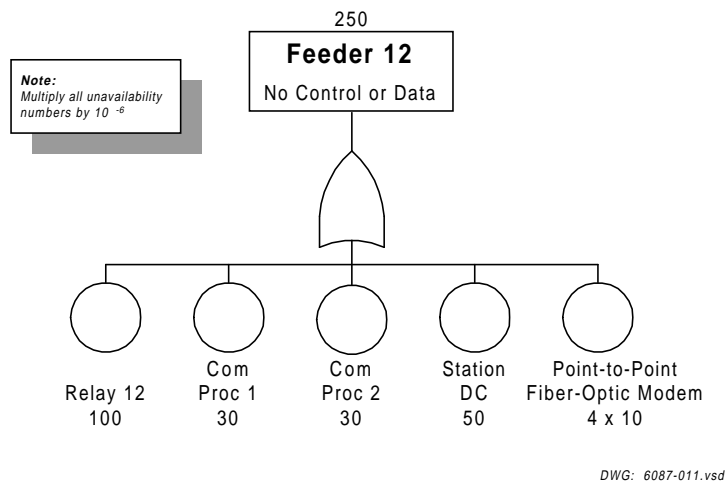 250
Feeder 12
No Control or Data
Note:
Multiply all unavailability
numbers by 10 -6
Relay 12
100
Com
Proc 1
30
Com
Proc 2
30
Station
DC
50
Point-to-Point
Fiber-Optic Modem
4 x 10
DWG: 6087-011.vsd